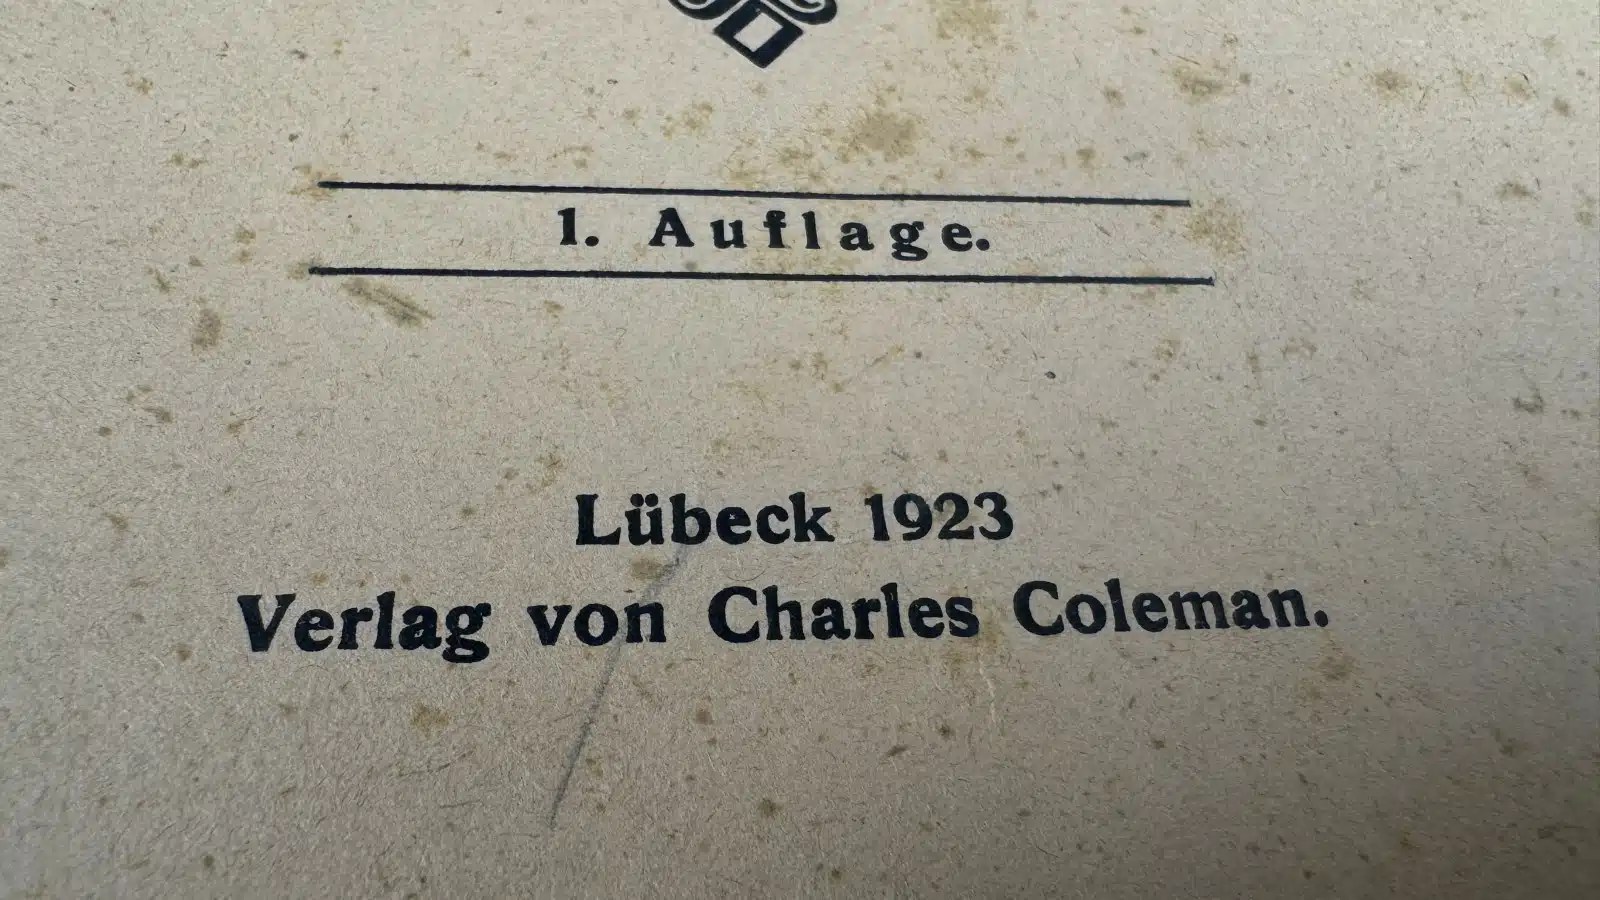 1. Auflage.
Lübeck 1923
Verlag von Charles Coleman.